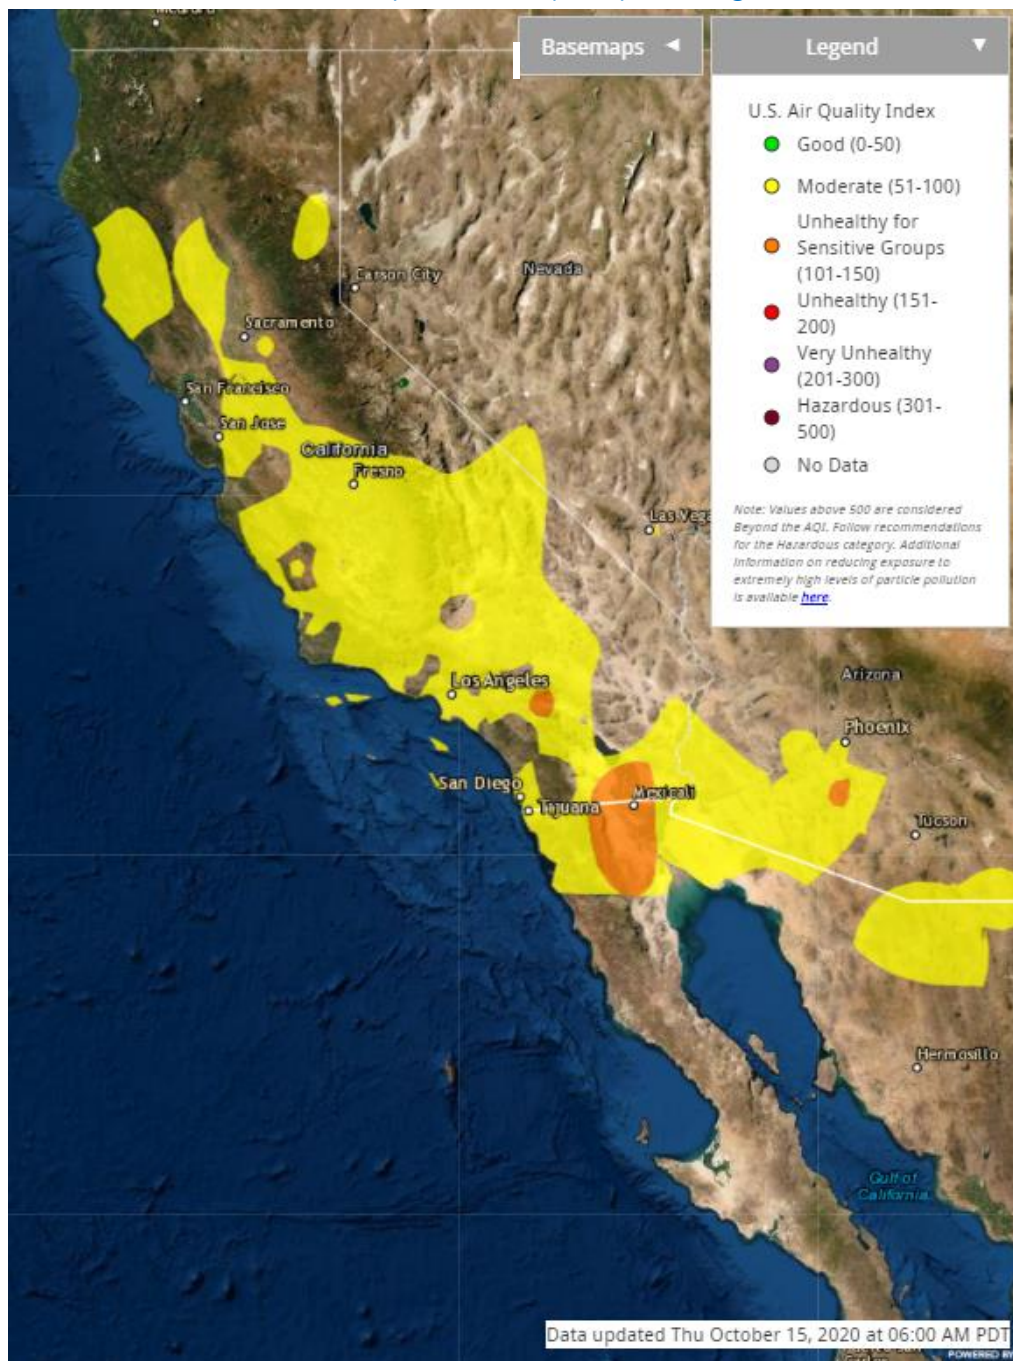 Basemaps
Legend
U.S. Air Quality Index
Good (0-50)
Moderate (51-100)
Unhealthy for
Sensitive Groups
(101-150)
Unhealthy (151-
200)
Very Unhealthy
(201-300)
Hazardous (301-
500)
No Data
Note: Values above 500 are considered
Beyond the AQI. Follow recommendations
for the Hazardous category. Additional
information on reducing exposure to
extremely high levels of particle pollution
is available here.
Carson City
Nevada
Sacramento
San Francisco
San Jose
California
Fresno
Las Vega
Los Angeles
Arizona
Phoenix
San Diego
Mexicali
Tijuana
Tucson
Hermosillo
Gulf of
California
Data updated Thu October 15, 2020 at 06:00 AM PDT
POWERED BY